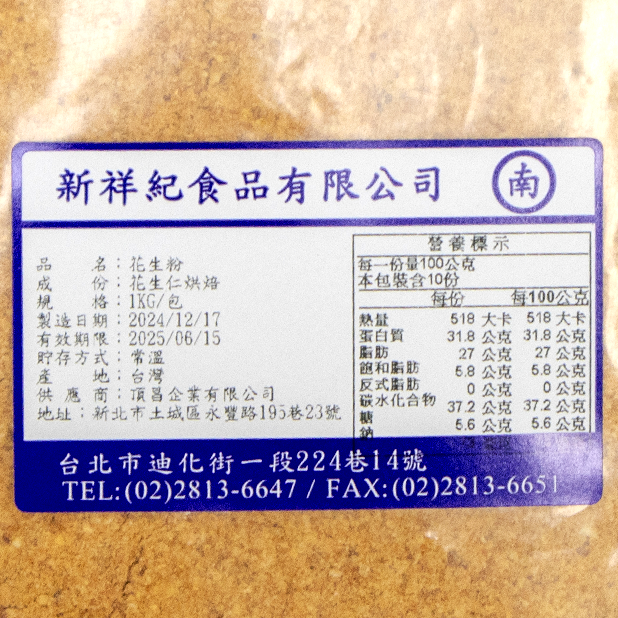 新祥紀食品有限公司 南
品名：花生粉
成份：花生仁烘焙
規格：1KG/包
製造日期：2024/12/17
有效期限：2025/06/15
貯存方式：常溫
產地：台灣
供應商：頂昌企業有限公司
地址：新北市土城區永豐路195巷23號
營養標示
每一份量100公克
本包裝含10份
每份 每100公克
熱量 518 大卡 518 大卡
蛋白質 31.8 公克 31.8 公克
脂肪 27 公克 27 公克
飽和脂肪 5.8 公克 5.8 公克
反式脂肪 0 公克 0 公克
碳水化合物 37.2 公克 37.2 公克
糖 5.6 公克 5.6 公克
鈉
台北市迪化街一段224巷14號
TEL:(02)2813-6647 / FAX:(02)2813-6651